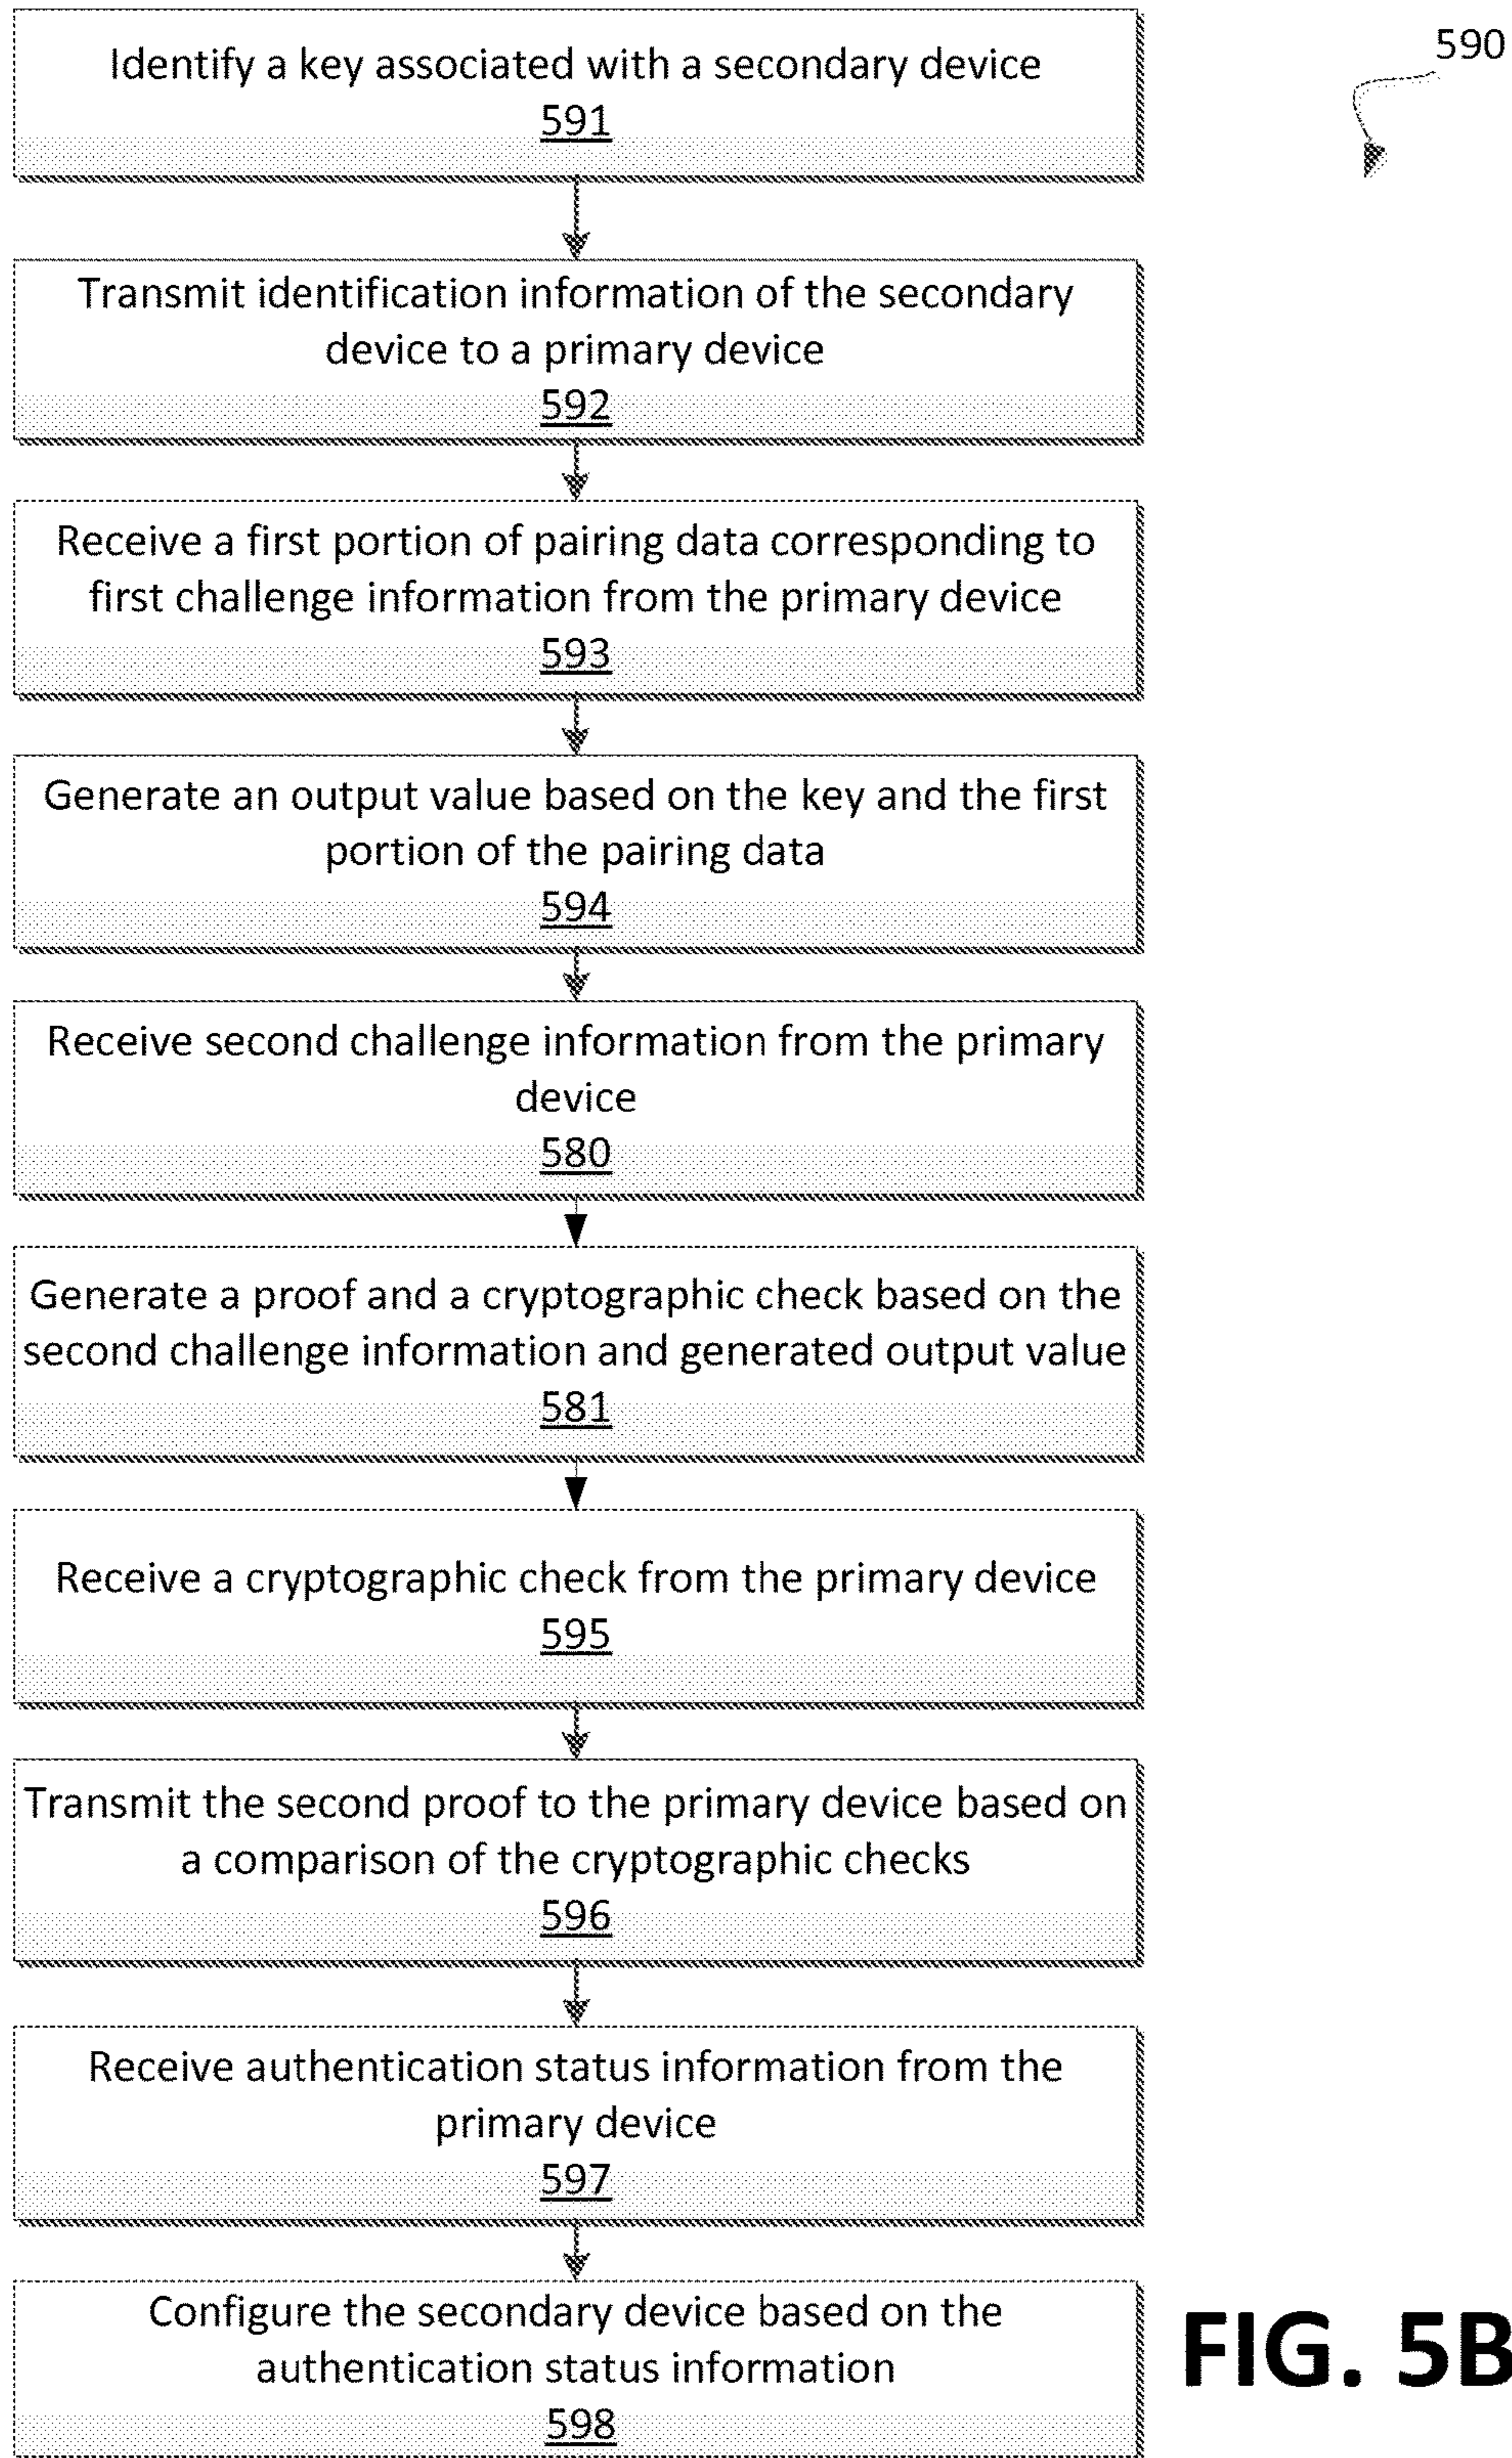 590
Identify a key associated with a secondary device
591
Transmit identification information of the secondary
device to a primary device
592
Receive a first portion of pairing data corresponding to
first challenge information from the primary device
593
Generate an output value based on the key and the first
portion of the pairing data
594
Receive second challenge information from the primary
device
580
Generate a proof and a cryptographic check based on the
second challenge information and generated output value
581
Receive a cryptographic check from the primary device
595
Transmit the second proof to the primary device based on
a comparison of the cryptographic checks
596
Receive authentication status information from the
primary device
597
Configure the secondary device based on the
authentication status information
598
FIG. 5B